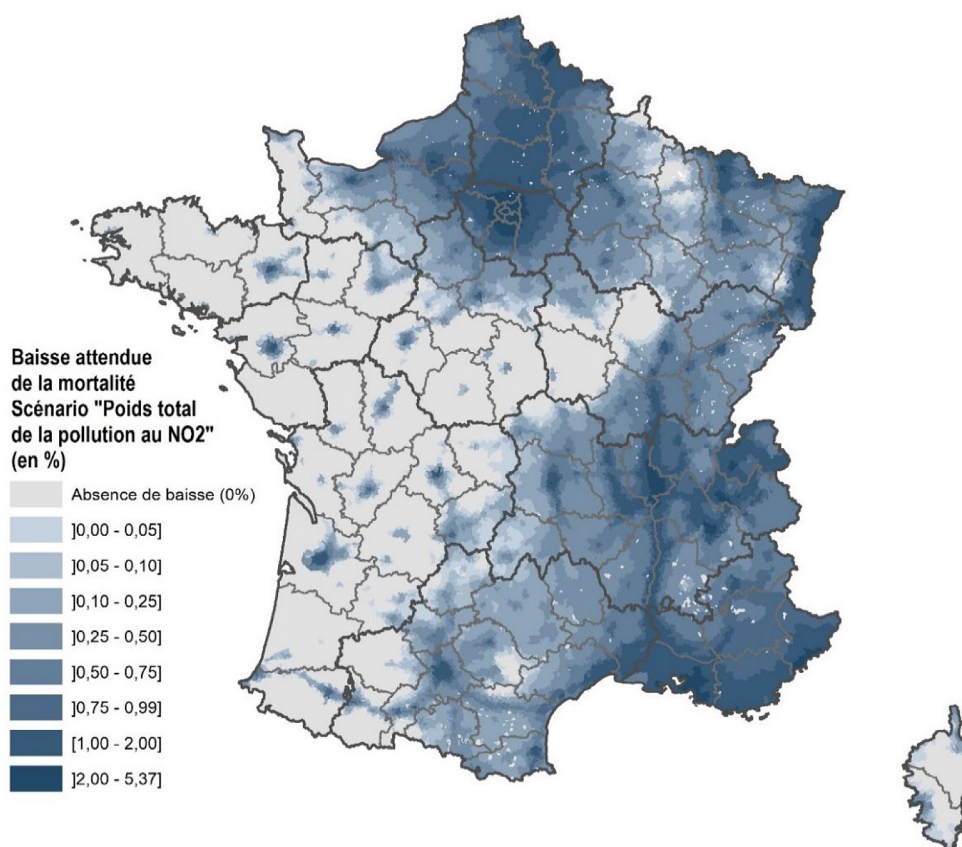 Baisse attendue
de la mortalité
Scénario "Poids total
de la pollution au NO2"
(en %)
Absence de baisse (0%)
]0,00 - 0,05]
]0,05 - 0,10]
]0,10 - 0,25]
]0,25 - 0,50]
]0,50 - 0,75]
]0,75 - 0,99]
[1,00 - 2,00]
]2,00 - 5,37]